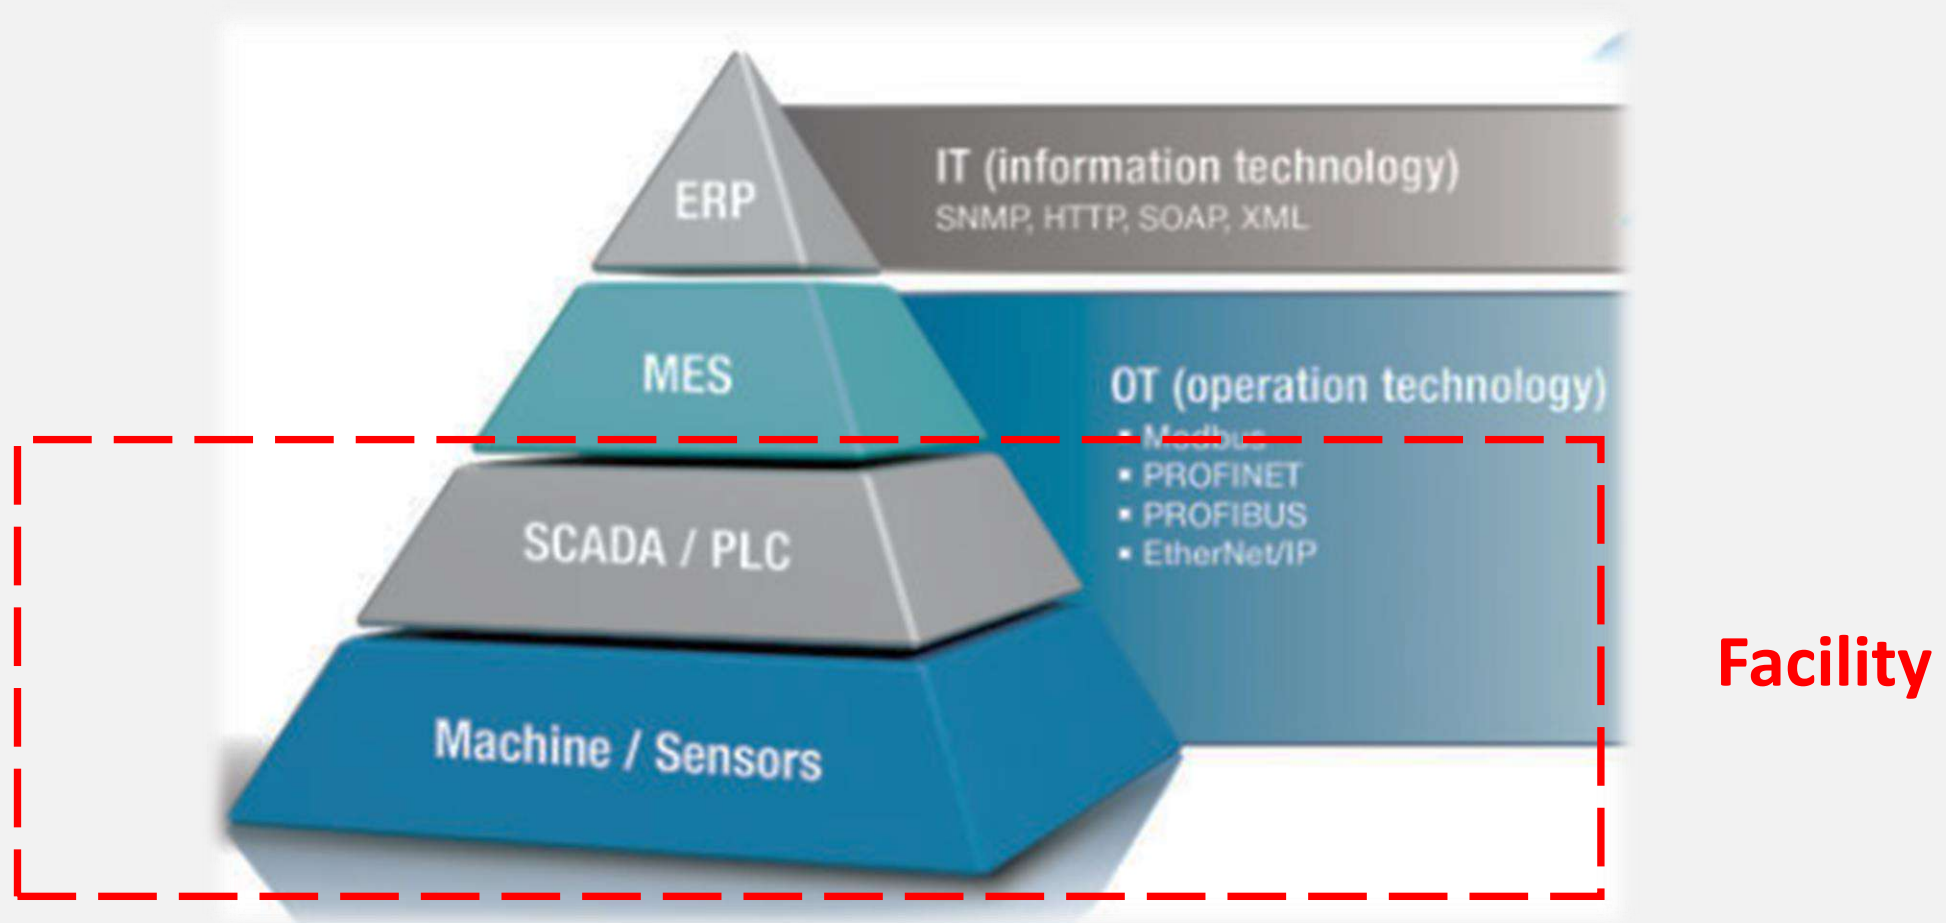 ERP
IT (information technology)
SNMP, HTTP, SOAP, XML
MES
OT (operation technology)
▪ Modbus
▪ PROFINET
▪ PROFIBUS
▪ EtherNet/IP
SCADA / PLC
Machine / Sensors
Facility